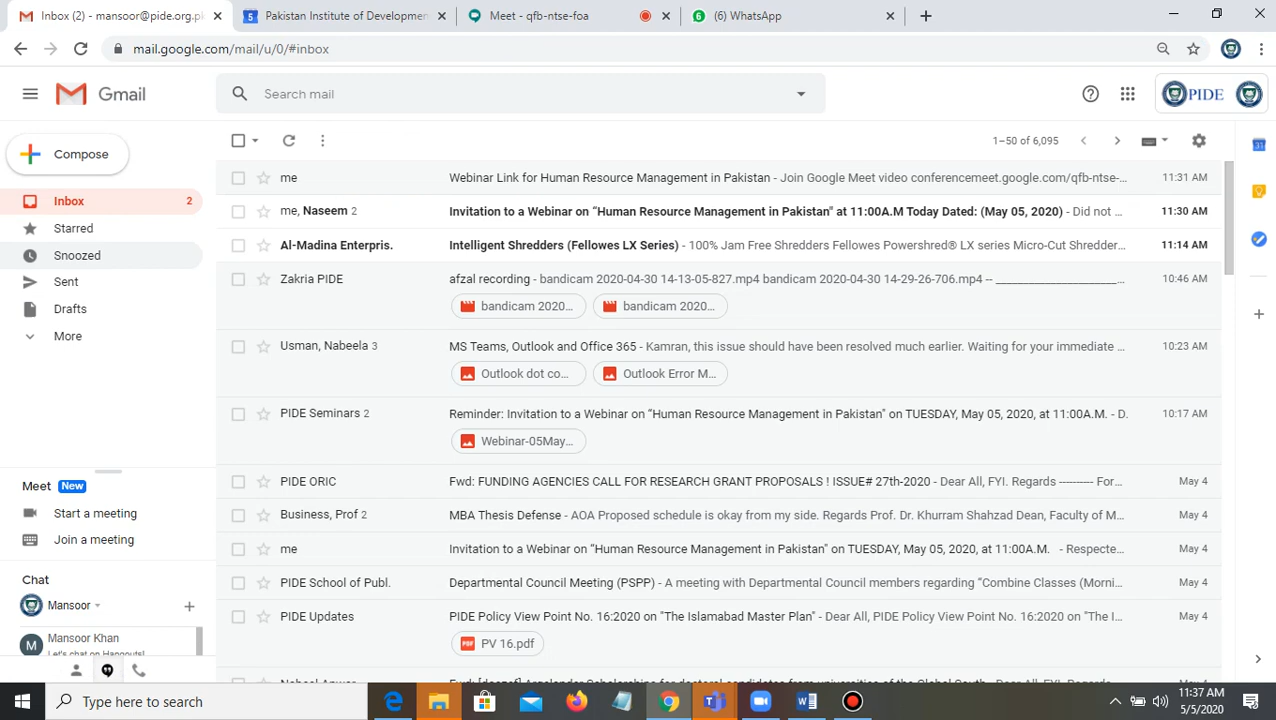 Inbox (2) - mansoor@pide.org.pk
Pakistan Institute of Developmen
Meet - qfb-ntse-foa
(6) WhatsApp
mail.google.com/mail/u/0/#inbox
Gmail
Search mail
PIDE
Compose
1–50 of 6,095
Inbox 2
Starred
Snoozed
Sent
Drafts
More
me Webinar Link for Human Resource Management in Pakistan - Join Google Meet video conferencemeet.google.com/qfb-ntse-… 11:31 AM
me, Naseem 2 Invitation to a Webinar on “Human Resource Management in Pakistan" at 11:00A.M Today Dated: (May 05, 2020) - Did not … 11:30 AM
Al-Madina Enterpris. Intelligent Shredders (Fellowes LX Series) - 100% Jam Free Shredders Fellowes Powershred® LX series Micro-Cut Shredder… 11:14 AM
Zakria PIDE afzal recording - bandicam 2020-04-30 14-13-05-827.mp4 bandicam 2020-04-30 14-29-26-706.mp4 -- … 10:46 AM
bandicam 2020... bandicam 2020...
Usman, Nabeela 3 MS Teams, Outlook and Office 365 - Kamran, this issue should have been resolved much earlier. Waiting for your immediate … 10:23 AM
Outlook dot co... Outlook Error M...
PIDE Seminars 2 Reminder: Invitation to a Webinar on “Human Resource Management in Pakistan” on TUESDAY, May 05, 2020, at 11:00A.M. - D. 10:17 AM
Webinar-05May...
PIDE ORIC Fwd: FUNDING AGENCIES CALL FOR RESEARCH GRANT PROPOSALS ! ISSUE# 27th-2020 - Dear All, FYI. Regards ---------- For… May 4
Business, Prof 2 MBA Thesis Defense - AOA Proposed schedule is okay from my side. Regards Prof. Dr. Khurram Shahzad Dean, Faculty of M… May 4
me Invitation to a Webinar on “Human Resource Management in Pakistan” on TUESDAY, May 05, 2020, at 11:00A.M. - Respecte… May 4
PIDE School of Publ. Departmental Council Meeting (PSPP) - A meeting with Departmental Council members regarding “Combine Classes (Morni… May 4
PIDE Updates PIDE Policy View Point No. 16:2020 on "The Islamabad Master Plan" - Dear All, PIDE Policy View Point No. 16:2020 on "The I… May 4
PV 16.pdf
Meet New
Start a meeting
Join a meeting
Chat
Mansoor
Mansoor Khan
Let's chat on Hangouts!
Type here to search
11:37 AM
5/5/2020